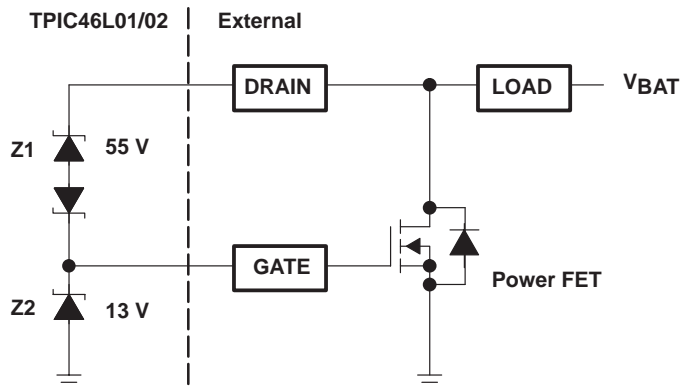 TPIC46L01/02 External
DRAIN LOAD VBAT
Z1 55 V
GATE
Power FET
Z2 13 V